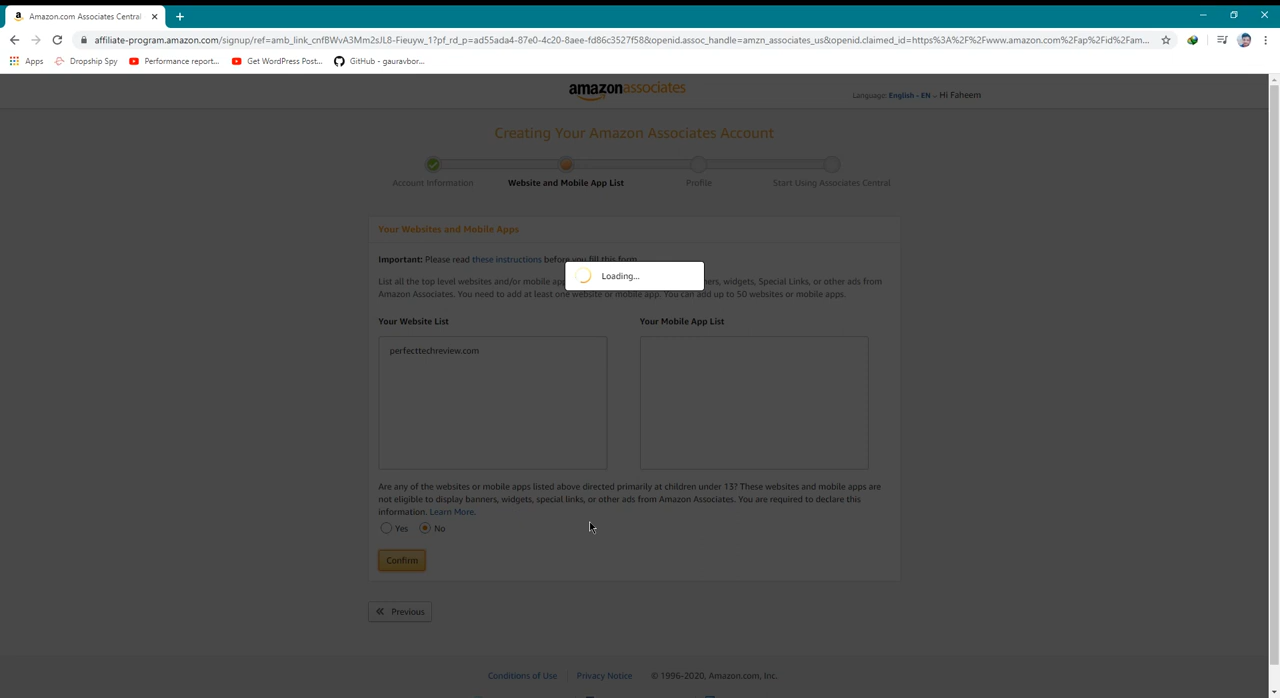 Amazon.com Associates Central
affiliate-program.amazon.com/signup/ref=amb_link_cnfBWvA3Mm2sJL8-Fieuyw_1?pf_rd_p=ad55ada4-87e0-4c20-8aee-fd86c3527f58&openid.assoc_handle=amzn_associates_us&openid.claimed_id=https%3A%2F%2Fwww.amazon.com%2Fap%2Fid%2Fam...
Apps Dropship Spy Performance report... Get WordPress Post... GitHub - gauravbor...
amazonassociates
Language: English - EN - Hi Faheem
Creating Your Amazon Associates Account
Account Information Website and Mobile App List Profile Start Using Associates Central
Your Websites and Mobile Apps
Important: Please read these instructions before you fill this form.
Loading...
List all the top level websites and/or mobile ners, widgets, Special Links, or other ads from
Amazon Associates. You need to add at least one website or mobile app. You can add up to 50 websites or mobile apps.
Your Website List Your Mobile App List
perfecttechreview.com
Are any of the websites or mobile apps listed above directed primarily at children under 13? These websites and mobile apps are
not eligible to display banners, widgets, special links, or other ads from Amazon Associates. You are required to declare this
information. Learn More.
Yes No
Confirm
« Previous
Conditions of Use | Privacy Notice © 1996-2020, Amazon.com, Inc.